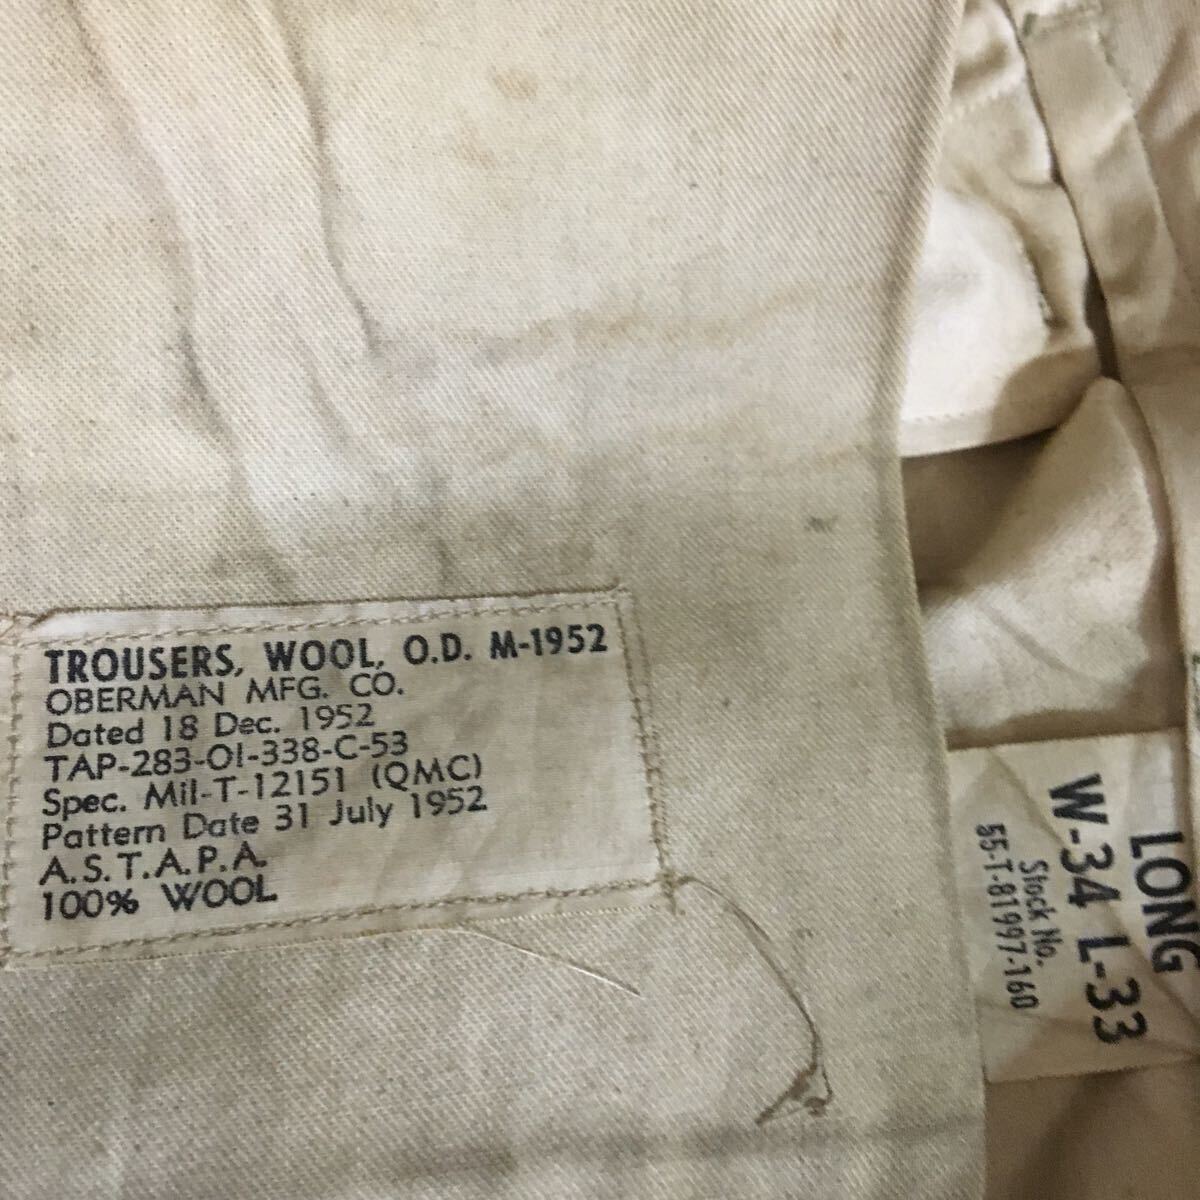 TROUSERS, WOOL, O.D. M-1952
OBERMAN MFG. CO.
Dated 18 Dec. 1952
TAP-283-OI-338-C-53
Spec. Mil-T-12151 (QMC)
Pattern Date 31 July 1952
A.S.T.A.P.A.
100% WOOL
LONG
W-34 L-33
Stock No.
55-T-81997-160